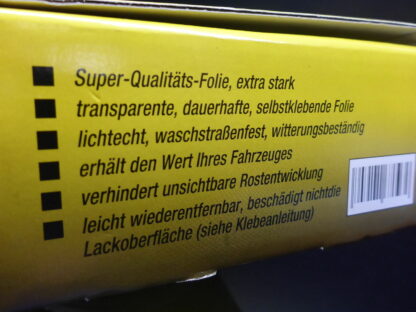 Super-Qualitäts-Folie, extra stark
transparente, dauerhafte, selbstklebende Folie
lichtecht, waschstraßenfest, witterungsbeständig
erhält den Wert Ihres Fahrzeuges
verhindert unsichtbare Rostentwicklung
leicht wiederentfernbar, beschädigt nichtdie
Lackoberfläche (siehe Klebeanleitung)